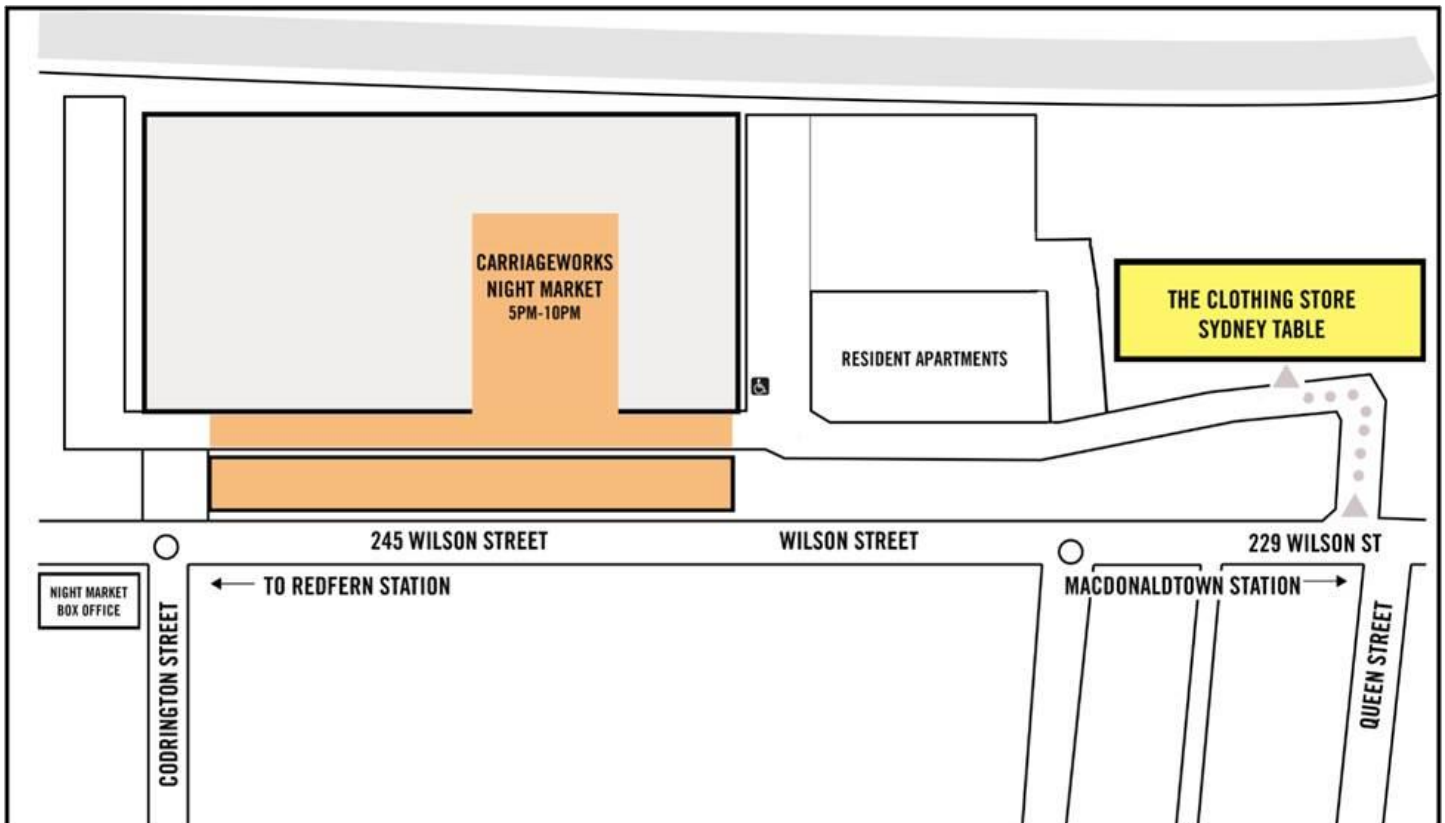 CARRIAGEWORKS
NIGHT MARKET
5PM-10PM
THE CLOTHING STORE
SYDNEY TABLE
RESIDENT APARTMENTS
245 WILSON STREET
WILSON STREET
229 WILSON ST
NIGHT MARKET
BOX OFFICE
TO REDFERN STATION
MACDONALDTOWN STATION
CODRINGTON STREET
QUEEN STREET